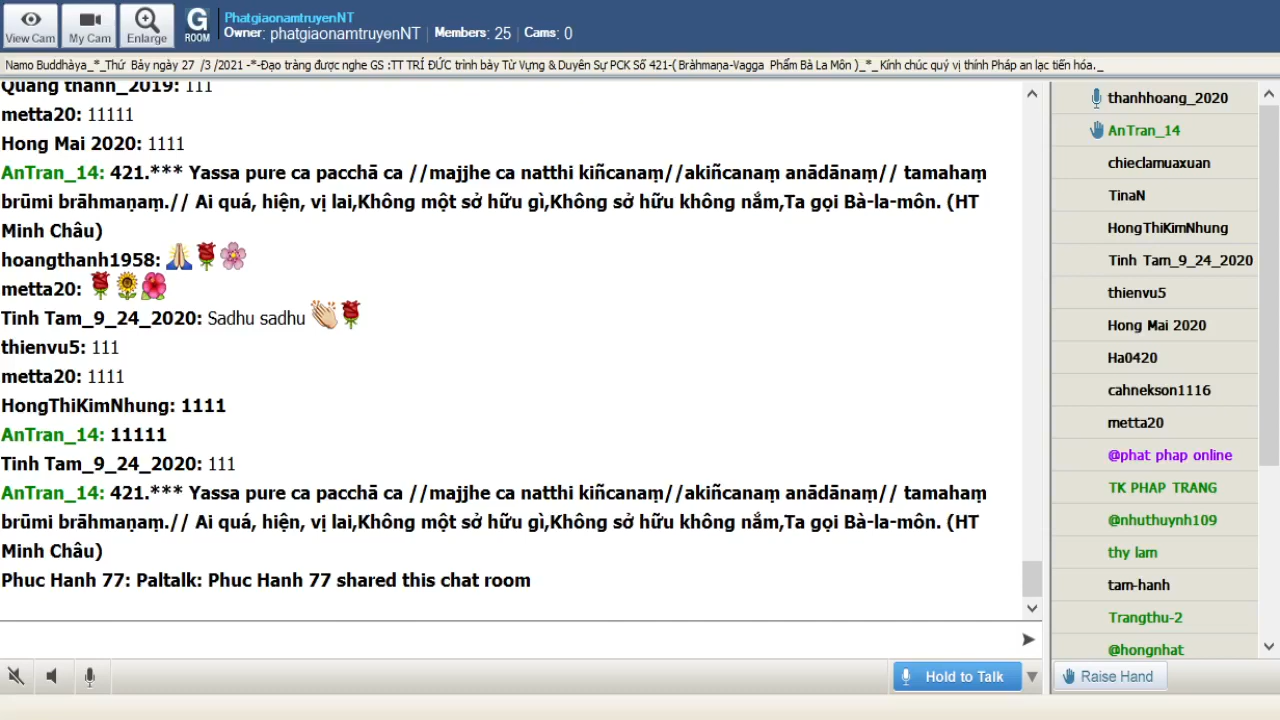 View Cam
My Cam
Enlarge
G
ROOM
PhatgiaonamtruyenNT
Owner: phatgiaonamtruyenNT | Members: 25 | Cams: 0
Namo Buddhàya_*_Thứ Bảy ngày 27 /3 /2021 -*-Đạo tràng được nghe GS :TT TRÍ ĐỨC trình bày Từ Vựng & Duyên Sự PCK Số 421-( Bràhmaṇa-Vagga Phẩm Bà La Môn )_*_ Kính chúc quý vị thính Pháp an lạc tiến hóa._
Quang thanh_2019: 111
metta20: 11111
Hong Mai 2020: 1111
AnTran_14: 421.*** Yassa pure ca pacchā ca //majjhe ca natthi kiñcanaṃ//akiñcanaṃ anādānaṃ// tamahaṃ
brūmi brāhmaṇaṃ.// Ai quá, hiện, vị lai,Không một sở hữu gì,Không sở hữu không nắm,Ta gọi Bà-la-môn. (HT
Minh Châu)
hoangthanh1958: 🙏🌹🌸
metta20: 🌹🌻🌺
Tinh Tam_9_24_2020: Sadhu sadhu 👏🌹
thienvu5: 111
metta20: 1111
HongThiKimNhung: 1111
AnTran_14: 11111
Tinh Tam_9_24_2020: 111
AnTran_14: 421.*** Yassa pure ca pacchā ca //majjhe ca natthi kiñcanaṃ//akiñcanaṃ anādānaṃ// tamahaṃ
brūmi brāhmaṇaṃ.// Ai quá, hiện, vị lai,Không một sở hữu gì,Không sở hữu không nắm,Ta gọi Bà-la-môn. (HT
Minh Châu)
Phuc Hanh 77: Paltalk: Phuc Hanh 77 shared this chat room
Hold to Talk
thanhhoang_2020
AnTran_14
chieclamuaxuan
TinaN
HongThiKimNhung
Tinh Tam_9_24_2020
thienvu5
Hong Mai 2020
Ha0420
cahnekson1116
metta20
@phat phap online
TK PHAP TRANG
@nhuthuynh109
thy lam
tam-hanh
Trangthu-2
@hongnhat
Raise Hand